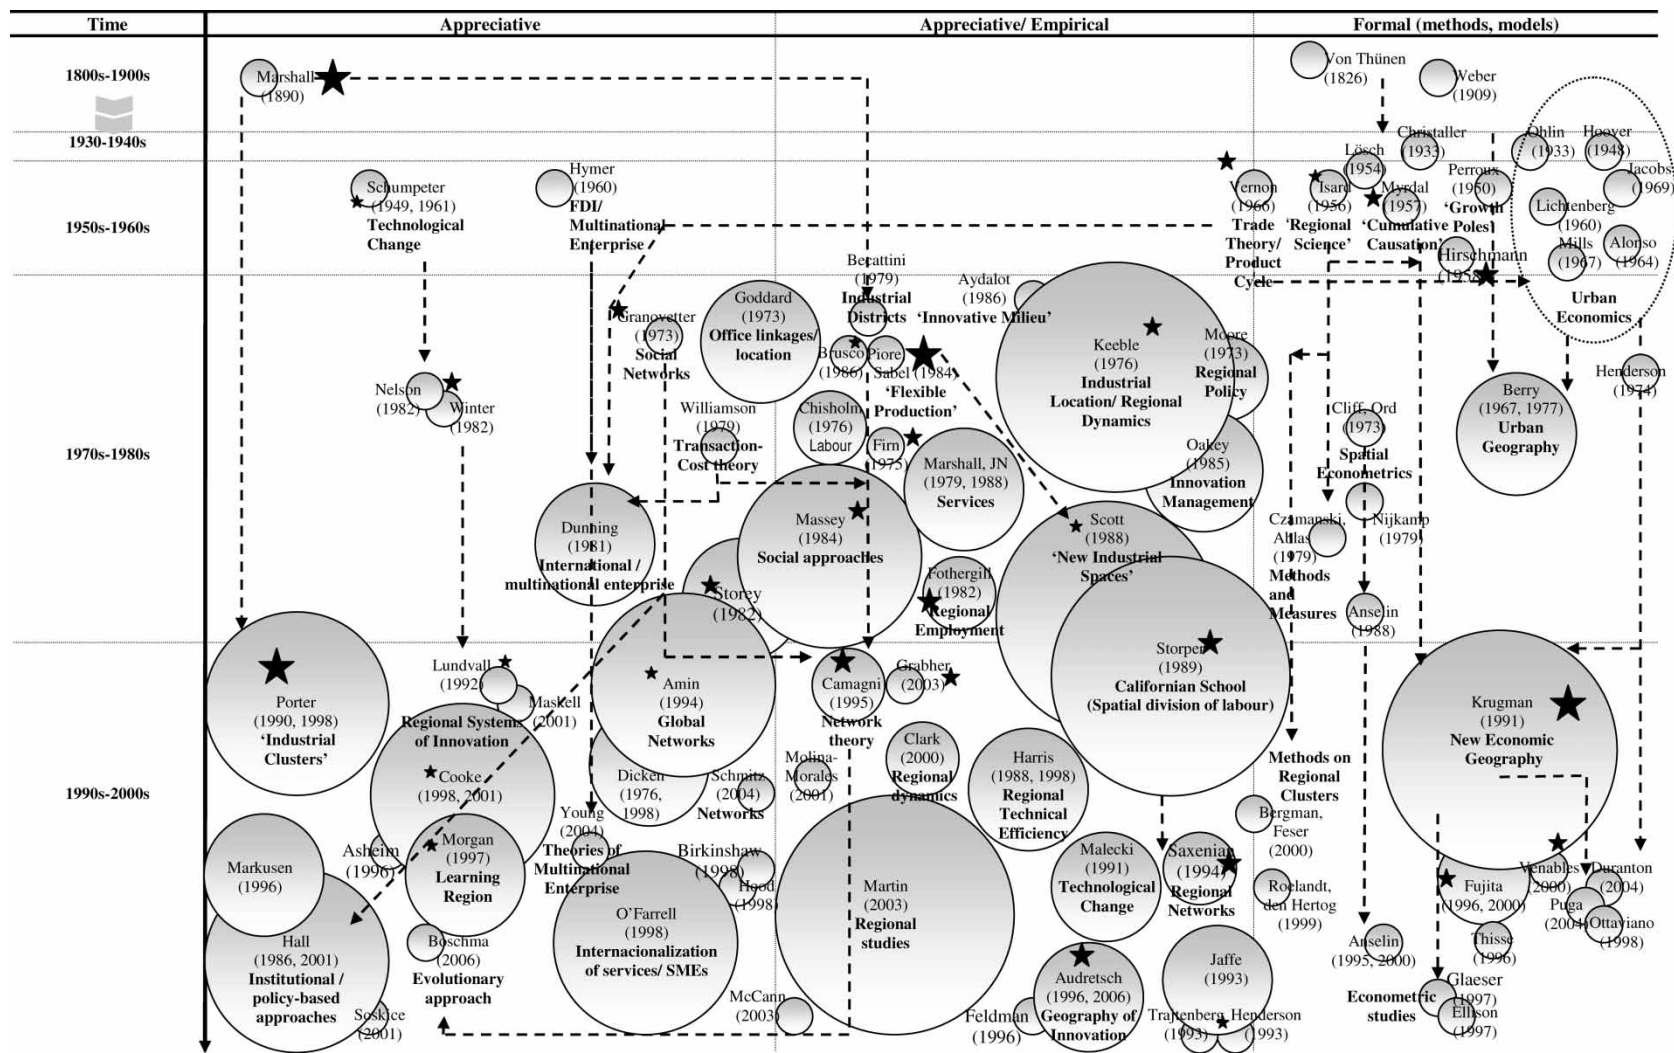 Time
Appreciative
Appreciative/ Empirical
Formal (methods, models)
1800s-1900s
Marshall
(1890)
Von Thünen
(1826)
Weber
(1909)
1930-1940s
Christaller
(1933)
Ohlin
(1933)
Hoover
(1948)
Lösch
(1954)
1950s-1960s
Schumpeter
(1949, 1961)
Technological
Change
Hymer
(1960)
FDI/
Multinational
Enterprise
Vernon
(1966)
Trade
Theory/
Product
Cycle
Isard
(1956)
'Regional
Science'
Myrdal
(1957)
'Cumulative
Causation'
Perroux
(1950)
'Growth
Poles'
Hirschmann
(1958)
Jacobs
(1969)
Lichtenberg
(1960)
Mills
(1967)
Alonso
(1964)
Urban
Economics
1970s-1980s
Becattini
(1979)
Industrial
Districts
Aydalot
(1986)
'Innovative Milieu'
Goddard
(1973)
Office linkages/
location
Granovetter
(1973)
Social
Networks
Brusco
(1986)
Piore
Sabel (1984)
'Flexible
Production'
Keeble
(1976)
Industrial
Location/ Regional
Dynamics
Moore
(1973)
Regional
Policy
Nelson
(1982)
Winter
(1982)
Williamson
(1979)
Transaction-
Cost theory
Chisholm
(1976)
Labour
Firn
(1975)
Marshall, JN
(1979, 1988)
Services
Oakey
(1985)
Innovation
Management
Cliff, Ord
(1973)
Spatial
Econometrics
Berry
(1967, 1977)
Urban
Geography
Henderson
(1974)
Dunning
(1981)
International /
multinational enterprise
Massey
(1984)
Social approaches
Scott
(1988)
'New Industrial
Spaces'
Czamanski,
Ablas
(1979)
Methods
and
Measures
Nijkamp
(1979)
Storey
(1982)
Fothergill
(1982)
Regional
Employment
Anselin
(1988)
1990s-2000s
Porter
(1990, 1998)
'Industrial
Clusters'
Lundvall
(1992)
Maskell
(2001)
Regional Systems
of Innovation
Cooke
(1998, 2001)
Amin
(1994)
Global
Networks
Camagni
(1995)
Network
theory
Grabher
(2003)
Storper
(1989)
Californian School
(Spatial division of labour)
Krugman
(1991)
New Economic
Geography
Dicken
(1976,
1998)
Schmitz
(2004)
Networks
Molina-
Morales
(2001)
Clark
(2000)
Regional
dynamics
Harris
(1988, 1998)
Regional
Technical
Efficiency
Methods on
Regional
Clusters
Bergman,
Feser
(2000)
Markusen
(1996)
Asheim
(1996)
Morgan
(1997)
Learning
Region
Young
(2004)
Theories of
Multinational
Enterprise
Birkinshaw
(1998)
Hood
(1998)
Martin
(2003)
Regional
studies
Malecki
(1991)
Technological
Change
Saxenian
(1994)
Regional
Networks
Roelandt,
den Hertog
(1999)
Fujita
(1996, 2000)
Venables
(2000)
Duranton
(2004)
Puga
(2004)
Ottaviano
(1998)
Hall
(1986, 2001)
Institutional /
policy-based
approaches
Boschma
(2006)
Evolutionary
approach
O'Farrell
(1998)
Internacionalization
of services/ SMEs
Anselin
(1995, 2000)
Thisse
(1996)
Soskice
(2001)
McCann
(2003)
Feldman
(1996)
Audretsch
(1996, 2006)
Geography of
Innovation
Jaffe
(1993)
Trajtenberg
(1993)
Henderson
(1993)
Econometric
studies
Glaeser
(1997)
Ellison
(1997)